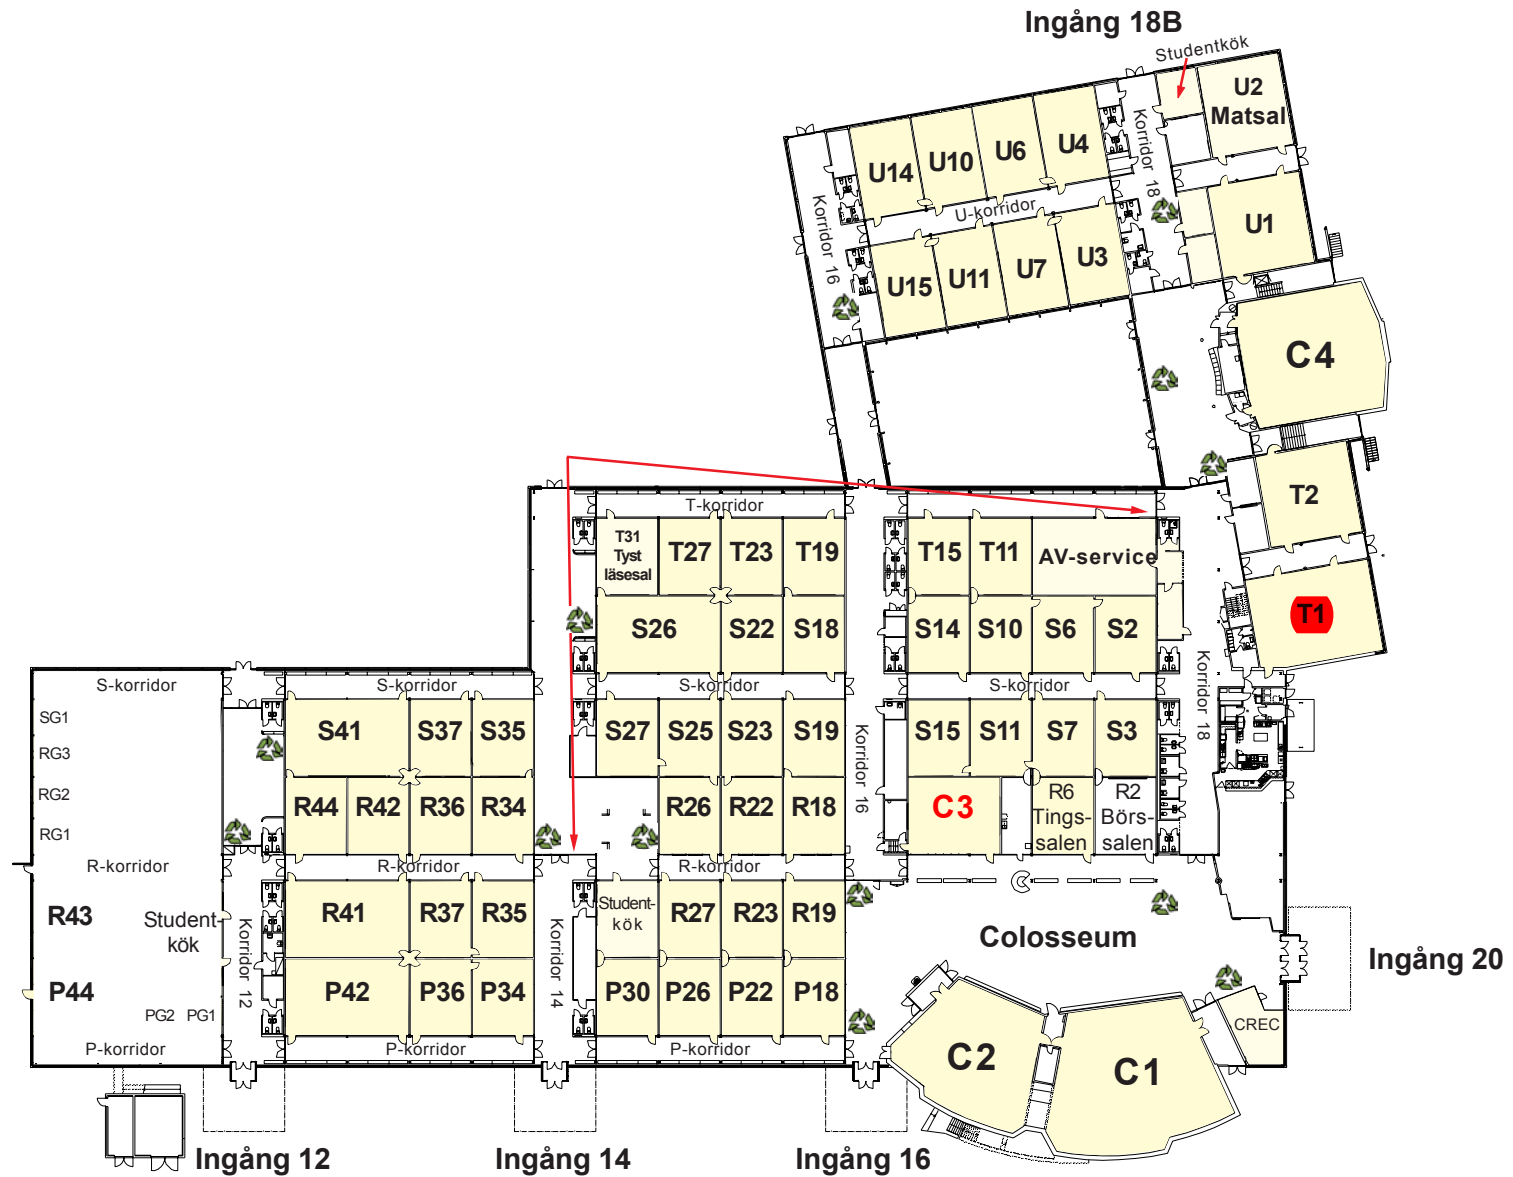 Ingång 18B
Studentkök
U2
Matsal
Korridor 18
U14
U10
U6
U4
U-korridor
Korridor 16
U15
U11
U7
U3
U1
C4
T2
T1
T-korridor
T31
Tyst
läsesal
T27
T23
T19
T15
T11
AV-service
S26
S22
S18
S14
S10
S6
S2
S-korridor
S-korridor
S-korridor
S-korridor
Korridor 18
SG1
RG3
RG2
RG1
S41
S37
S35
S27
S25
S23
S19
Korridor 16
S15
S11
S7
S3
R44
R42
R36
R34
R26
R22
R18
C3
R6
Tings-
salen
R2
Börs-
salen
R-korridor
R-korridor
R-korridor
R43
Student-
kök
Korridor 12
R41
R37
R35
Korridor 14
Student-
kök
R27
R23
R19
Colosseum
Ingång 20
P44
P42
P36
P34
P30
P26
P22
P18
PG2
PG1
CREC
P-korridor
P-korridor
P-korridor
C2
C1
Ingång 12
Ingång 14
Ingång 16